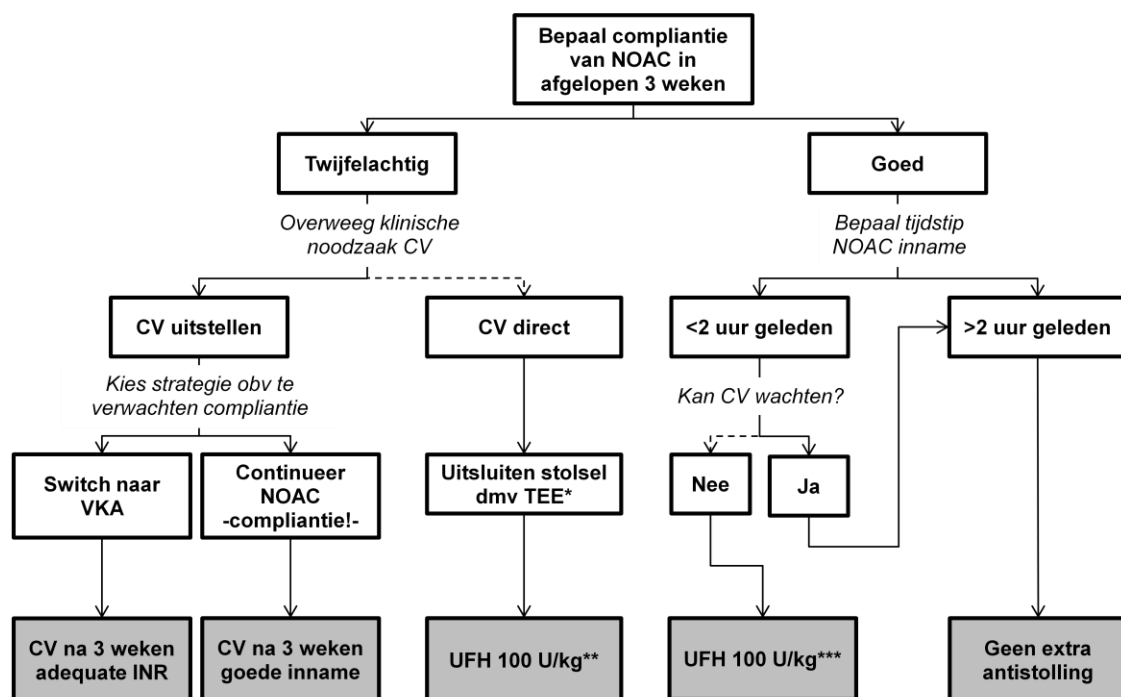 Bepaal compliantie
van NOAC in
afgelopen 3 weken
Twijfelachtig
Goed
Overweeg klinische
noodzaak CV
Bepaal tijdstip
NOAC inname
CV uitstellen
CV direct
<2 uur geleden
>2 uur geleden
Kies strategie obv te
verwachten compliantie
Kan CV wachten?
Switch naar
VKA
Continueer
NOAC
-compliantie!-
Uitsluiten stolsel
dmv TEE*
Nee
Ja
CV na 3 weken
adequate INR
CV na 3 weken
goede inname
UFH 100 U/kg**
UFH 100 U/kg***
Geen extra
antistolling